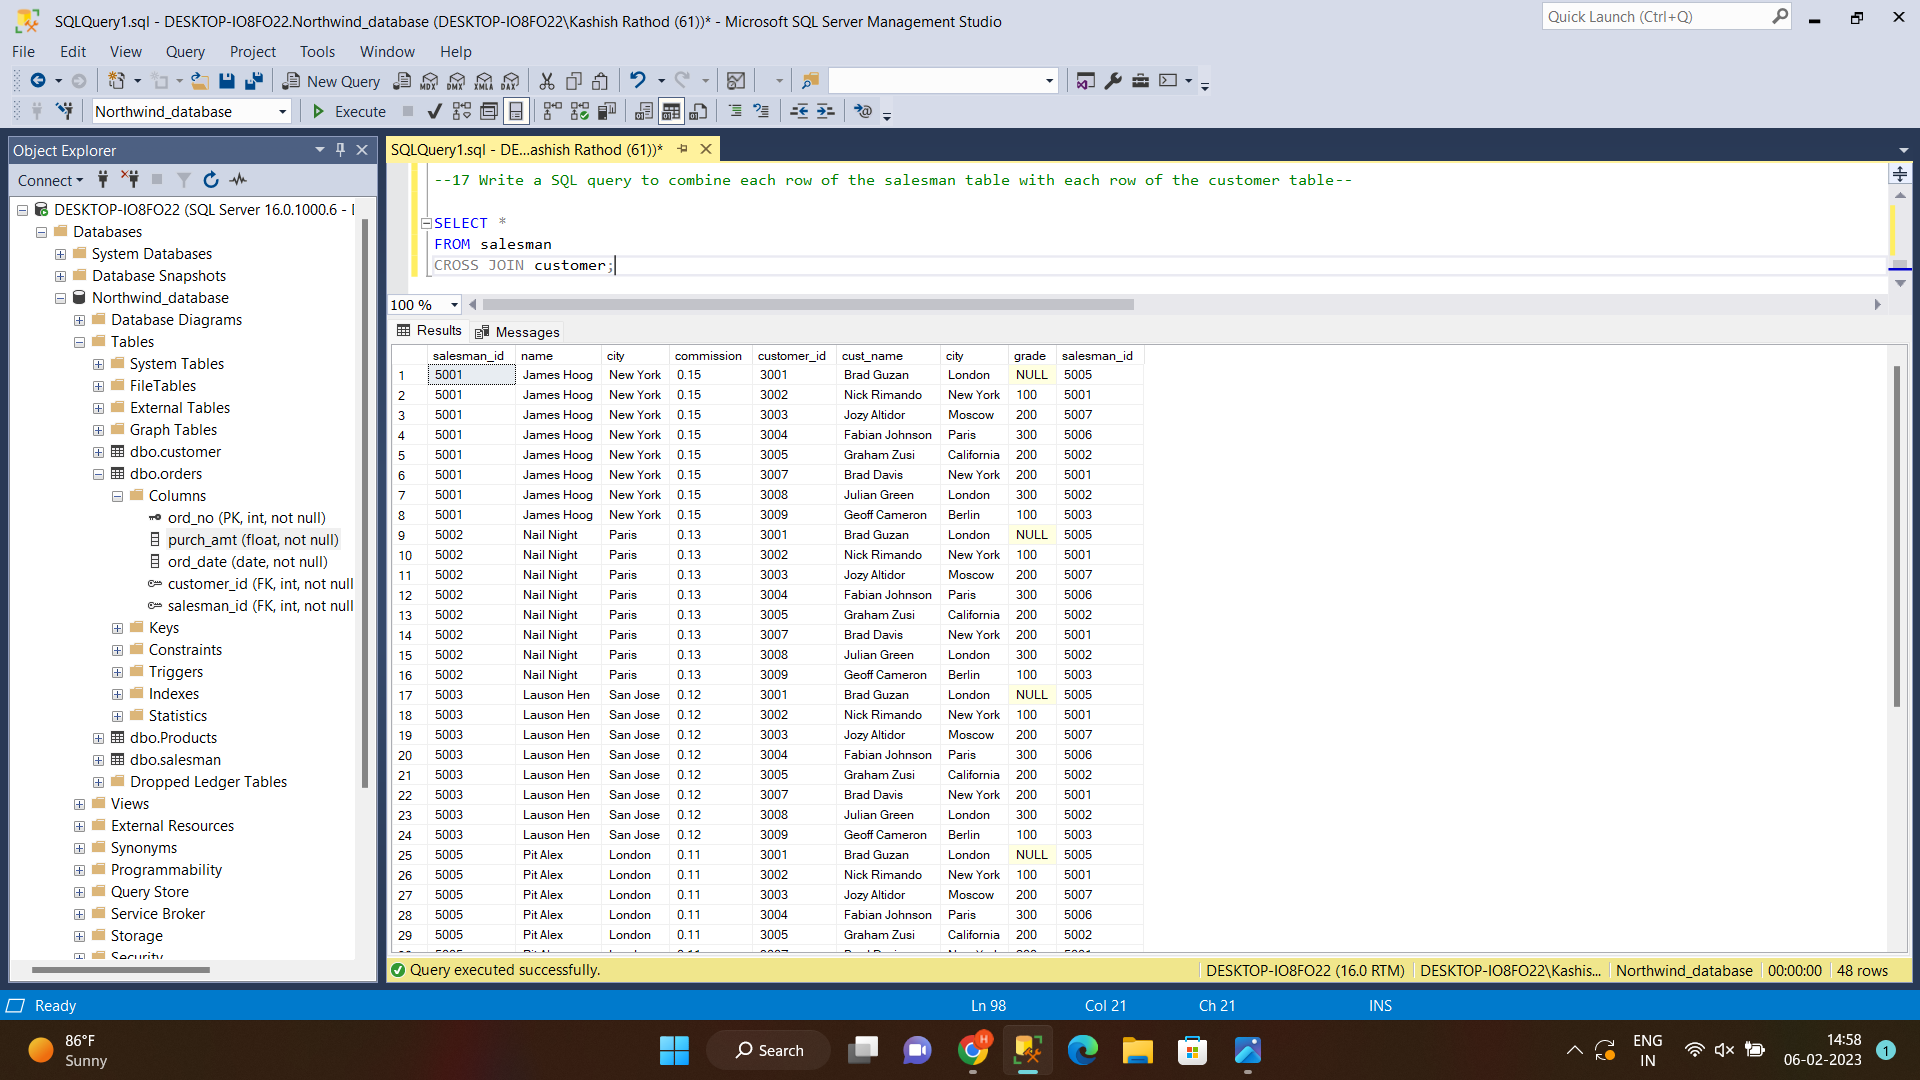 SQLQuery1.sql - DESKTOP-IO8FO22.Northwind_database (DESKTOP-IO8FO22\Kashish Rathod (61))* - Microsoft SQL Server Management Studio
Quick Launch (Ctrl+Q)
File Edit View Query Project Tools Window Help
New Query MDX DMX XMLA DAX
Northwind_database Execute
Object Explorer
Connect
DESKTOP-IO8FO22 (SQL Server 16.0.1000.6 -
Databases
System Databases
Database Snapshots
Northwind_database
Database Diagrams
Tables
System Tables
FileTables
External Tables
Graph Tables
dbo.customer
dbo.orders
Columns
ord_no (PK, int, not null)
purch_amt (float, not null)
ord_date (date, not null)
customer_id (FK, int, not null
salesman_id (FK, int, not null
Keys
Constraints
Triggers
Indexes
Statistics
dbo.Products
dbo.salesman
Dropped Ledger Tables
Views
External Resources
Synonyms
Programmability
Query Store
Service Broker
Storage
Security
SQLQuery1.sql - DE...ashish Rathod (61))*
--17 Write a SQL query to combine each row of the salesman table with each row of the customer table--
SELECT *
FROM salesman
CROSS JOIN customer;
100 %
Results Messages
salesman_id name city commission customer_id cust_name city grade salesman_id
1 5001 James Hoog New York 0.15 3001 Brad Guzan London NULL 5005
2 5001 James Hoog New York 0.15 3002 Nick Rimando New York 100 5001
3 5001 James Hoog New York 0.15 3003 Jozy Altidor Moscow 200 5007
4 5001 James Hoog New York 0.15 3004 Fabian Johnson Paris 300 5006
5 5001 James Hoog New York 0.15 3005 Graham Zusi California 200 5002
6 5001 James Hoog New York 0.15 3007 Brad Davis New York 200 5001
7 5001 James Hoog New York 0.15 3008 Julian Green London 300 5002
8 5001 James Hoog New York 0.15 3009 Geoff Cameron Berlin 100 5003
9 5002 Nail Night Paris 0.13 3001 Brad Guzan London NULL 5005
10 5002 Nail Night Paris 0.13 3002 Nick Rimando New York 100 5001
11 5002 Nail Night Paris 0.13 3003 Jozy Altidor Moscow 200 5007
12 5002 Nail Night Paris 0.13 3004 Fabian Johnson Paris 300 5006
13 5002 Nail Night Paris 0.13 3005 Graham Zusi California 200 5002
14 5002 Nail Night Paris 0.13 3007 Brad Davis New York 200 5001
15 5002 Nail Night Paris 0.13 3008 Julian Green London 300 5002
16 5002 Nail Night Paris 0.13 3009 Geoff Cameron Berlin 100 5003
17 5003 Lauson Hen San Jose 0.12 3001 Brad Guzan London NULL 5005
18 5003 Lauson Hen San Jose 0.12 3002 Nick Rimando New York 100 5001
19 5003 Lauson Hen San Jose 0.12 3003 Jozy Altidor Moscow 200 5007
20 5003 Lauson Hen San Jose 0.12 3004 Fabian Johnson Paris 300 5006
21 5003 Lauson Hen San Jose 0.12 3005 Graham Zusi California 200 5002
22 5003 Lauson Hen San Jose 0.12 3007 Brad Davis New York 200 5001
23 5003 Lauson Hen San Jose 0.12 3008 Julian Green London 300 5002
24 5003 Lauson Hen San Jose 0.12 3009 Geoff Cameron Berlin 100 5003
25 5005 Pit Alex London 0.11 3001 Brad Guzan London NULL 5005
26 5005 Pit Alex London 0.11 3002 Nick Rimando New York 100 5001
27 5005 Pit Alex London 0.11 3003 Jozy Altidor Moscow 200 5007
28 5005 Pit Alex London 0.11 3004 Fabian Johnson Paris 300 5006
29 5005 Pit Alex London 0.11 3005 Graham Zusi California 200 5002
Query executed successfully. DESKTOP-IO8FO22 (16.0 RTM) DESKTOP-IO8FO22\Kashis... Northwind_database 00:00:00 48 rows
Ready Ln 98 Col 21 Ch 21 INS
86°F
Sunny
Search
H
ENG
IN
14:58
06-02-2023
1